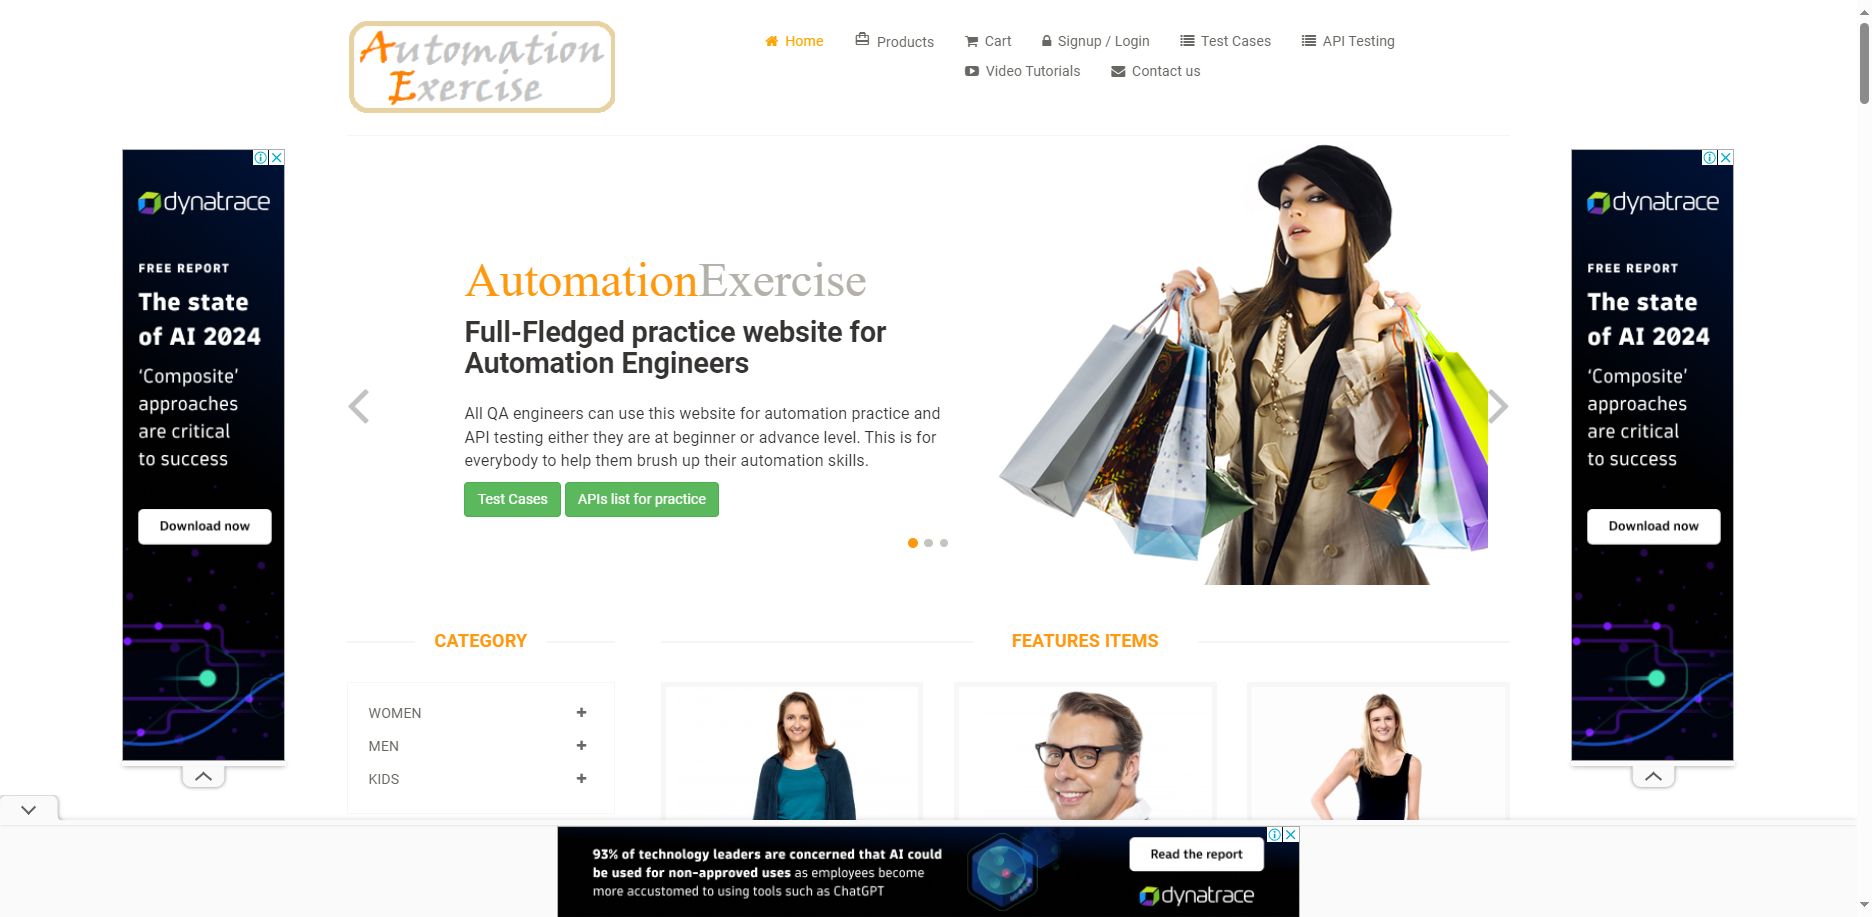 Automation
Exercise
Home
Products
Cart
Signup / Login
Test Cases
API Testing
Video Tutorials
Contact us
dynatrace
FREE REPORT
The state
of AI 2024
‘Composite’
approaches
are critical
to success
Download now
AutomationExercise
Full-Fledged practice website for
Automation Engineers
All QA engineers can use this website for automation practice and
API testing either they are at beginner or advance level. This is for
everybody to help them brush up their automation skills.
Test Cases
APIs list for practice
dynatrace
FREE REPORT
The state
of AI 2024
‘Composite’
approaches
are critical
to success
Download now
CATEGORY
WOMEN
MEN
KIDS
FEATURES ITEMS
93% of technology leaders are concerned that AI could
be used for non-approved uses as employees become
more accustomed to using tools such as ChatGPT
Read the report
dynatrace